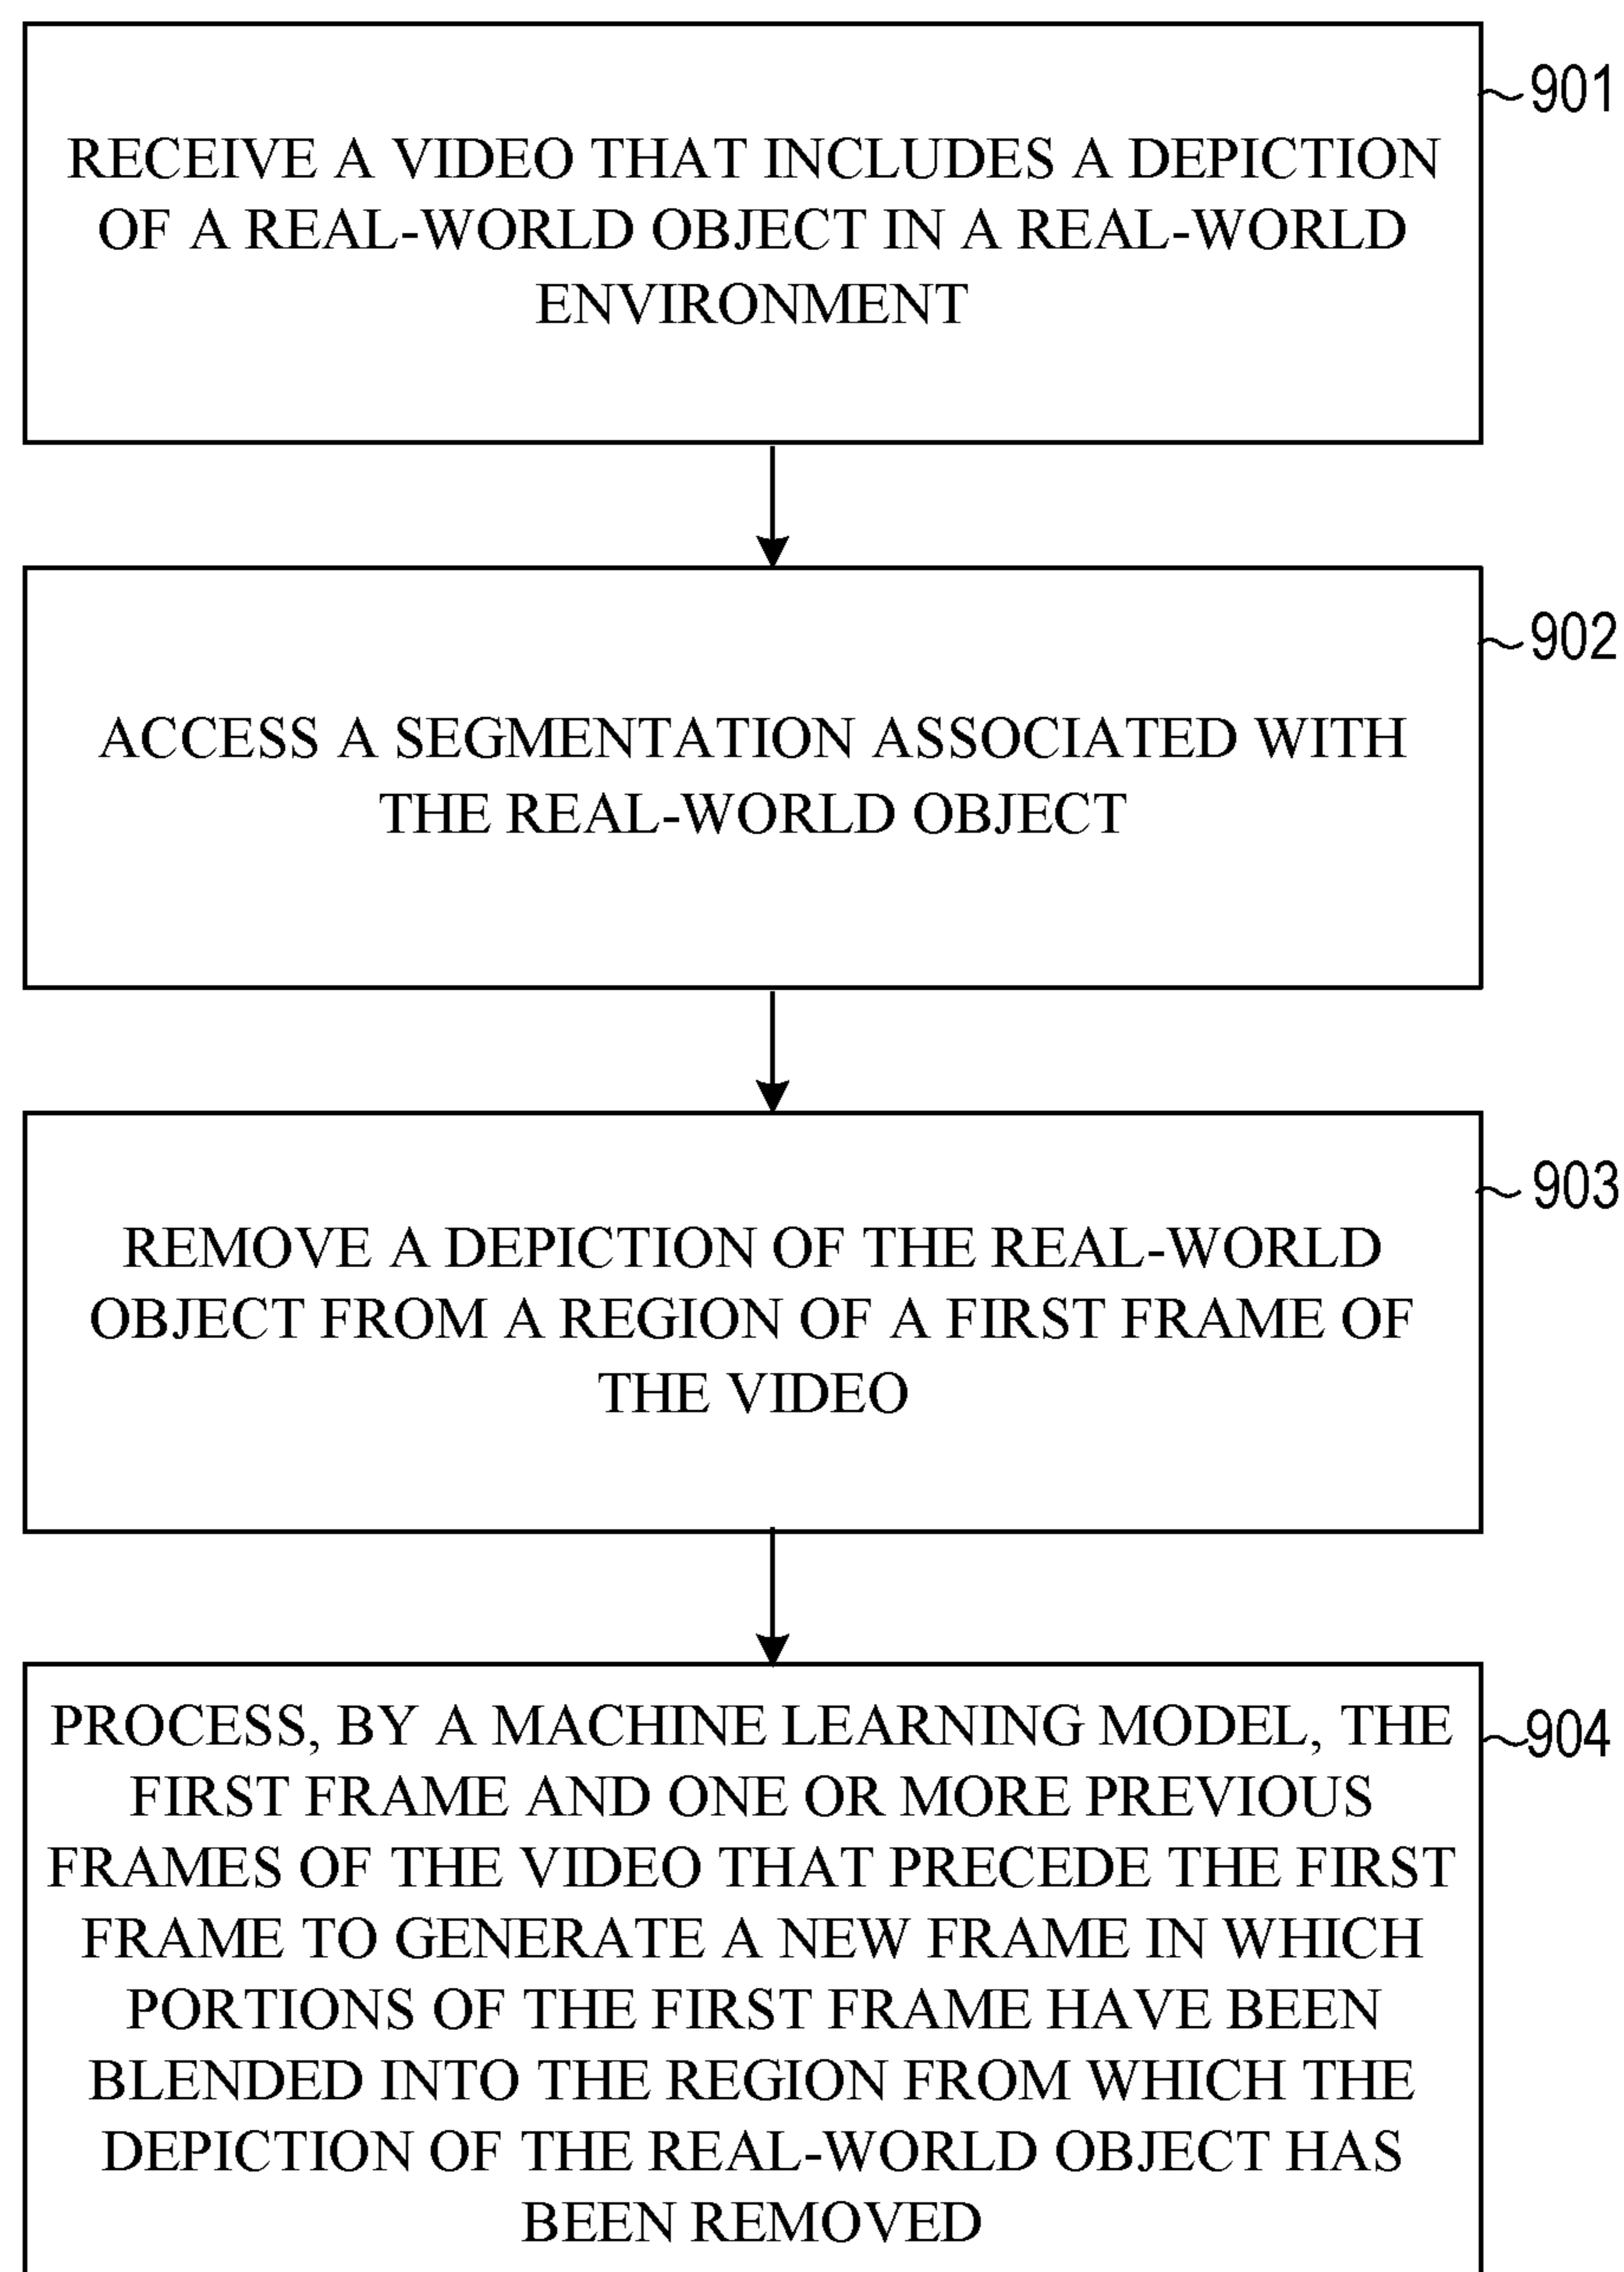 901
RECEIVE A VIDEO THAT INCLUDES A DEPICTION
OF A REAL-WORLD OBJECT IN A REAL-WORLD
ENVIRONMENT
902
ACCESS A SEGMENTATION ASSOCIATED WITH
THE REAL-WORLD OBJECT
903
REMOVE A DEPICTION OF THE REAL-WORLD
OBJECT FROM A REGION OF A FIRST FRAME OF
THE VIDEO
904
PROCESS, BY A MACHINE LEARNING MODEL, THE
FIRST FRAME AND ONE OR MORE PREVIOUS
FRAMES OF THE VIDEO THAT PRECEDE THE FIRST
FRAME TO GENERATE A NEW FRAME IN WHICH
PORTIONS OF THE FIRST FRAME HAVE BEEN
BLENDED INTO THE REGION FROM WHICH THE
DEPICTION OF THE REAL-WORLD OBJECT HAS
BEEN REMOVED